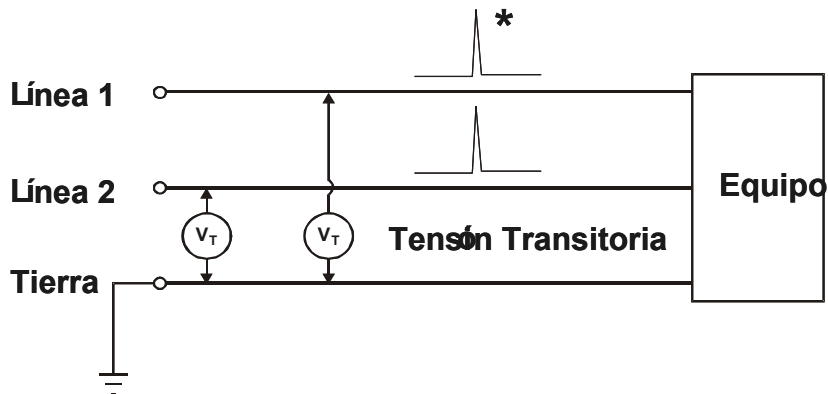 *
Línea 1
Línea 2
Equipo
VT
VT
Tensión Transitoria
Tierra